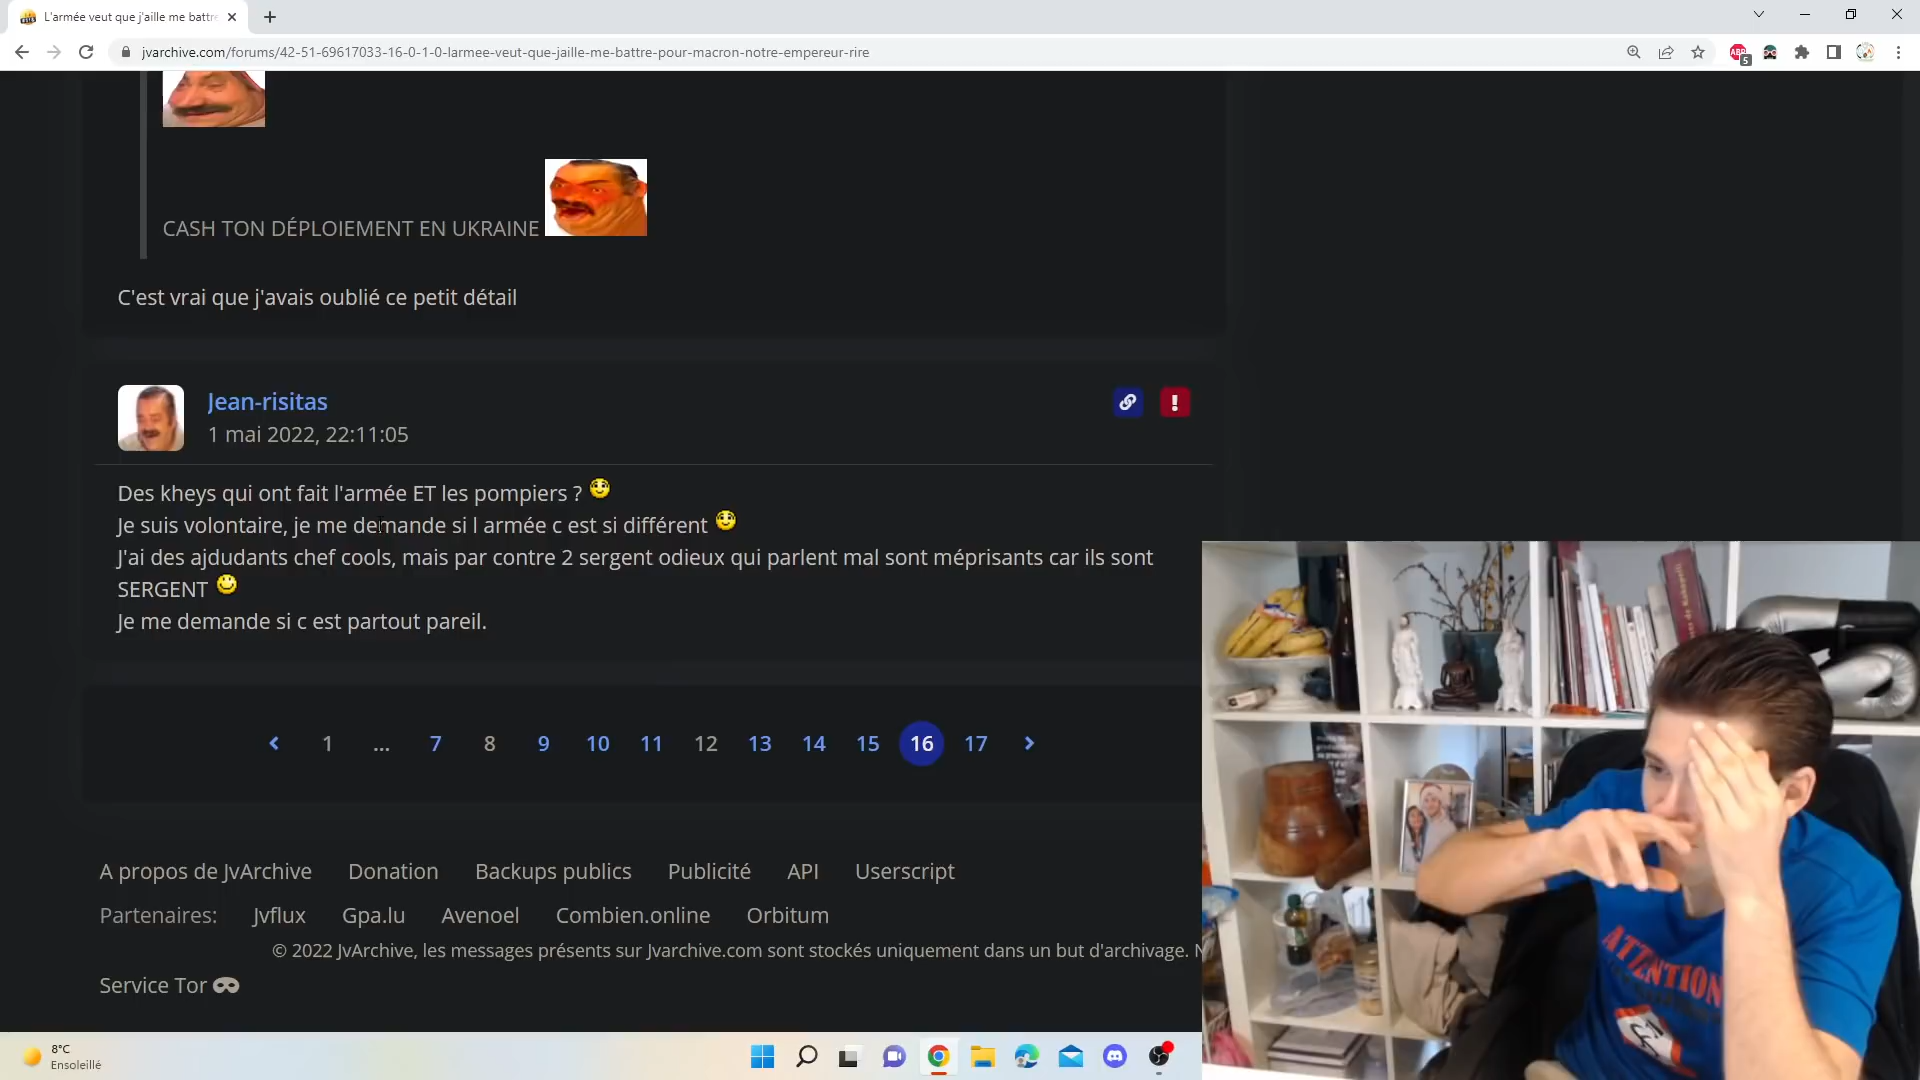 L'armée veut que j'aille me battre
jvarchive.com/forums/42-51-69617033-16-0-1-0-larmee-veut-que-jaille-me-battre-pour-macron-notre-empereur-rire
ABP
5
CASH TON DÉPLOIEMENT EN UKRAINE
C'est vrai que j'avais oublié ce petit détail
Jean-risitas
1 mai 2022, 22:11:05
Des kheys qui ont fait l'armée ET les pompiers ?
Je suis volontaire, je me demande si l armée c est si différent
J'ai des ajdudants chef cools, mais par contre 2 sergent odieux qui parlent mal sont méprisants car ils sont
SERGENT
Je me demande si c est partout pareil.
1 ... 7 8 9 10 11 12 13 14 15 16 17
A propos de JvArchive Donation Backups publics Publicité API Userscript
Partenaires: Jvflux Gpa.lu Avenoel Combien.online Orbitum
© 2022 JvArchive, les messages présents sur Jvarchive.com sont stockés uniquement dans un but d'archivage. N
Service Tor
8°C
Ensoleillé
ATTENTION